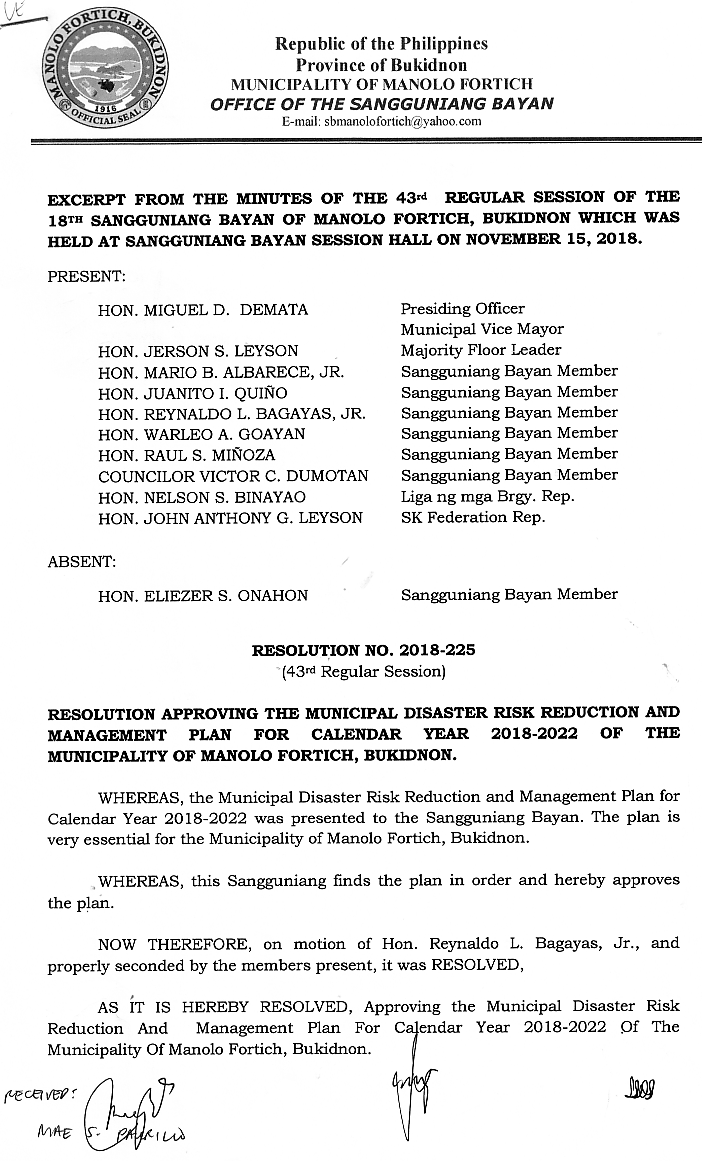 MANOLO FORTICH, BUKIDNON
1916
OFFICIAL SEAL
Republic of the Philippines
Province of Bukidnon
MUNICIPALITY OF MANOLO FORTICH
OFFICE OF THE SANGGUNIANG BAYAN
E-mail: sbmanolofortich@yahoo.com
EXCERPT FROM THE MINUTES OF THE 43rd REGULAR SESSION OF THE
18TH SANGGUNIANG BAYAN OF MANOLO FORTICH, BUKIDNON WHICH WAS
HELD AT SANGGUNIANG BAYAN SESSION HALL ON NOVEMBER 15, 2018.
PRESENT:
HON. MIGUEL D. DEMATA Presiding Officer
Municipal Vice Mayor
HON. JERSON S. LEYSON Majority Floor Leader
HON. MARIO B. ALBARECE, JR. Sangguniang Bayan Member
HON. JUANITO I. QUIÑO Sangguniang Bayan Member
HON. REYNALDO L. BAGAYAS, JR. Sangguniang Bayan Member
HON. WARLEO A. GOAYAN Sangguniang Bayan Member
HON. RAUL S. MIÑOZA Sangguniang Bayan Member
COUNCILOR VICTOR C. DUMOTAN Sangguniang Bayan Member
HON. NELSON S. BINAYAO Liga ng mga Brgy. Rep.
HON. JOHN ANTHONY G. LEYSON SK Federation Rep.
ABSENT:
HON. ELIEZER S. ONAHON Sangguniang Bayan Member
RESOLUTION NO. 2018-225
(43rd Regular Session)
RESOLUTION APPROVING THE MUNICIPAL DISASTER RISK REDUCTION AND
MANAGEMENT PLAN FOR CALENDAR YEAR 2018-2022 OF THE
MUNICIPALITY OF MANOLO FORTICH, BUKIDNON.
WHEREAS, the Municipal Disaster Risk Reduction and Management Plan for
Calendar Year 2018-2022 was presented to the Sangguniang Bayan. The plan is
very essential for the Municipality of Manolo Fortich, Bukidnon.
WHEREAS, this Sangguniang finds the plan in order and hereby approves
the plan.
NOW THEREFORE, on motion of Hon. Reynaldo L. Bagayas, Jr., and
properly seconded by the members present, it was RESOLVED,
AS IT IS HEREBY RESOLVED, Approving the Municipal Disaster Risk
Reduction And Management Plan For Calendar Year 2018-2022 Of The
Municipality Of Manolo Fortich, Bukidnon.
RECEIVED:
MAE S.